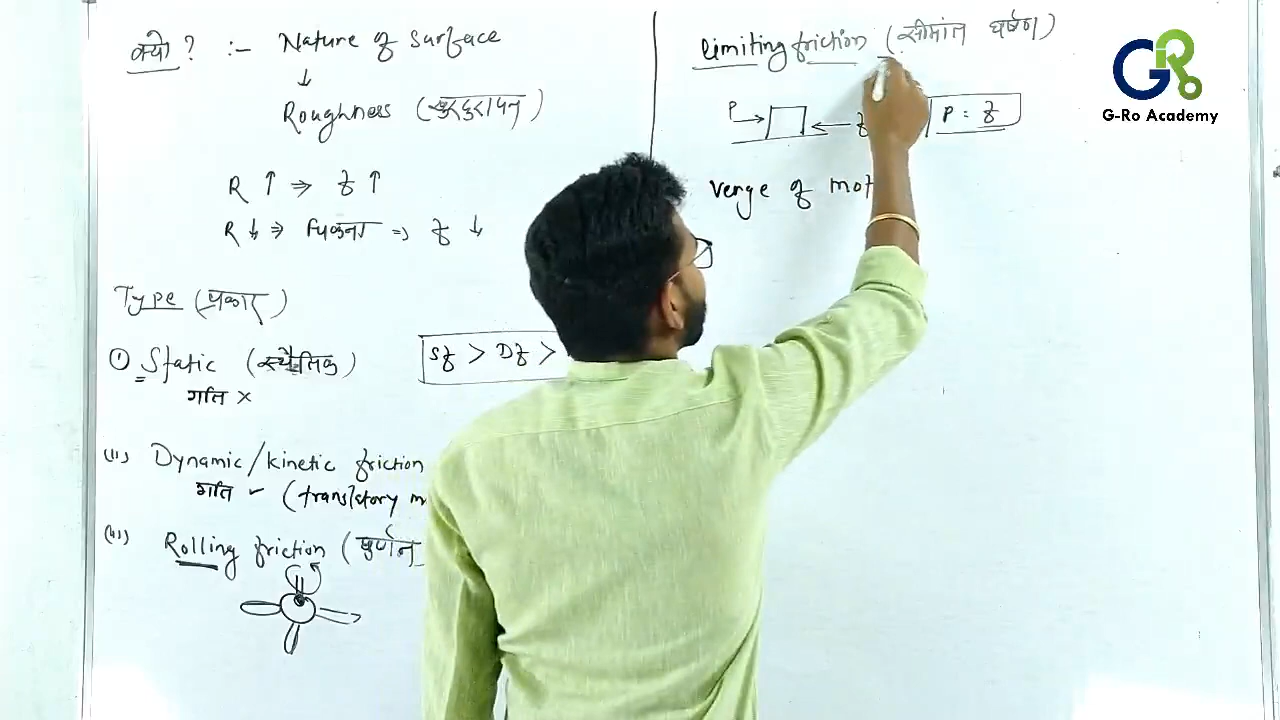 क्यो? :- Nature of surface
↓
Roughness (खुरदुरापन)
R ↑ ⇒ f ↑
R ↓ ⇒ चिकना ⇒ f ↓
Type (प्रकार)
① Static (स्थैतिक)
गति ×
Sf > Df >
(ii) Dynamic/kinetic friction
गति ✓ (translatory m
(iii) Rolling friction (घुर्णन
limiting friction (सीमांत घर्षण)
P → ← f
P = f
Verge of mot
GR
G-Ro Academy